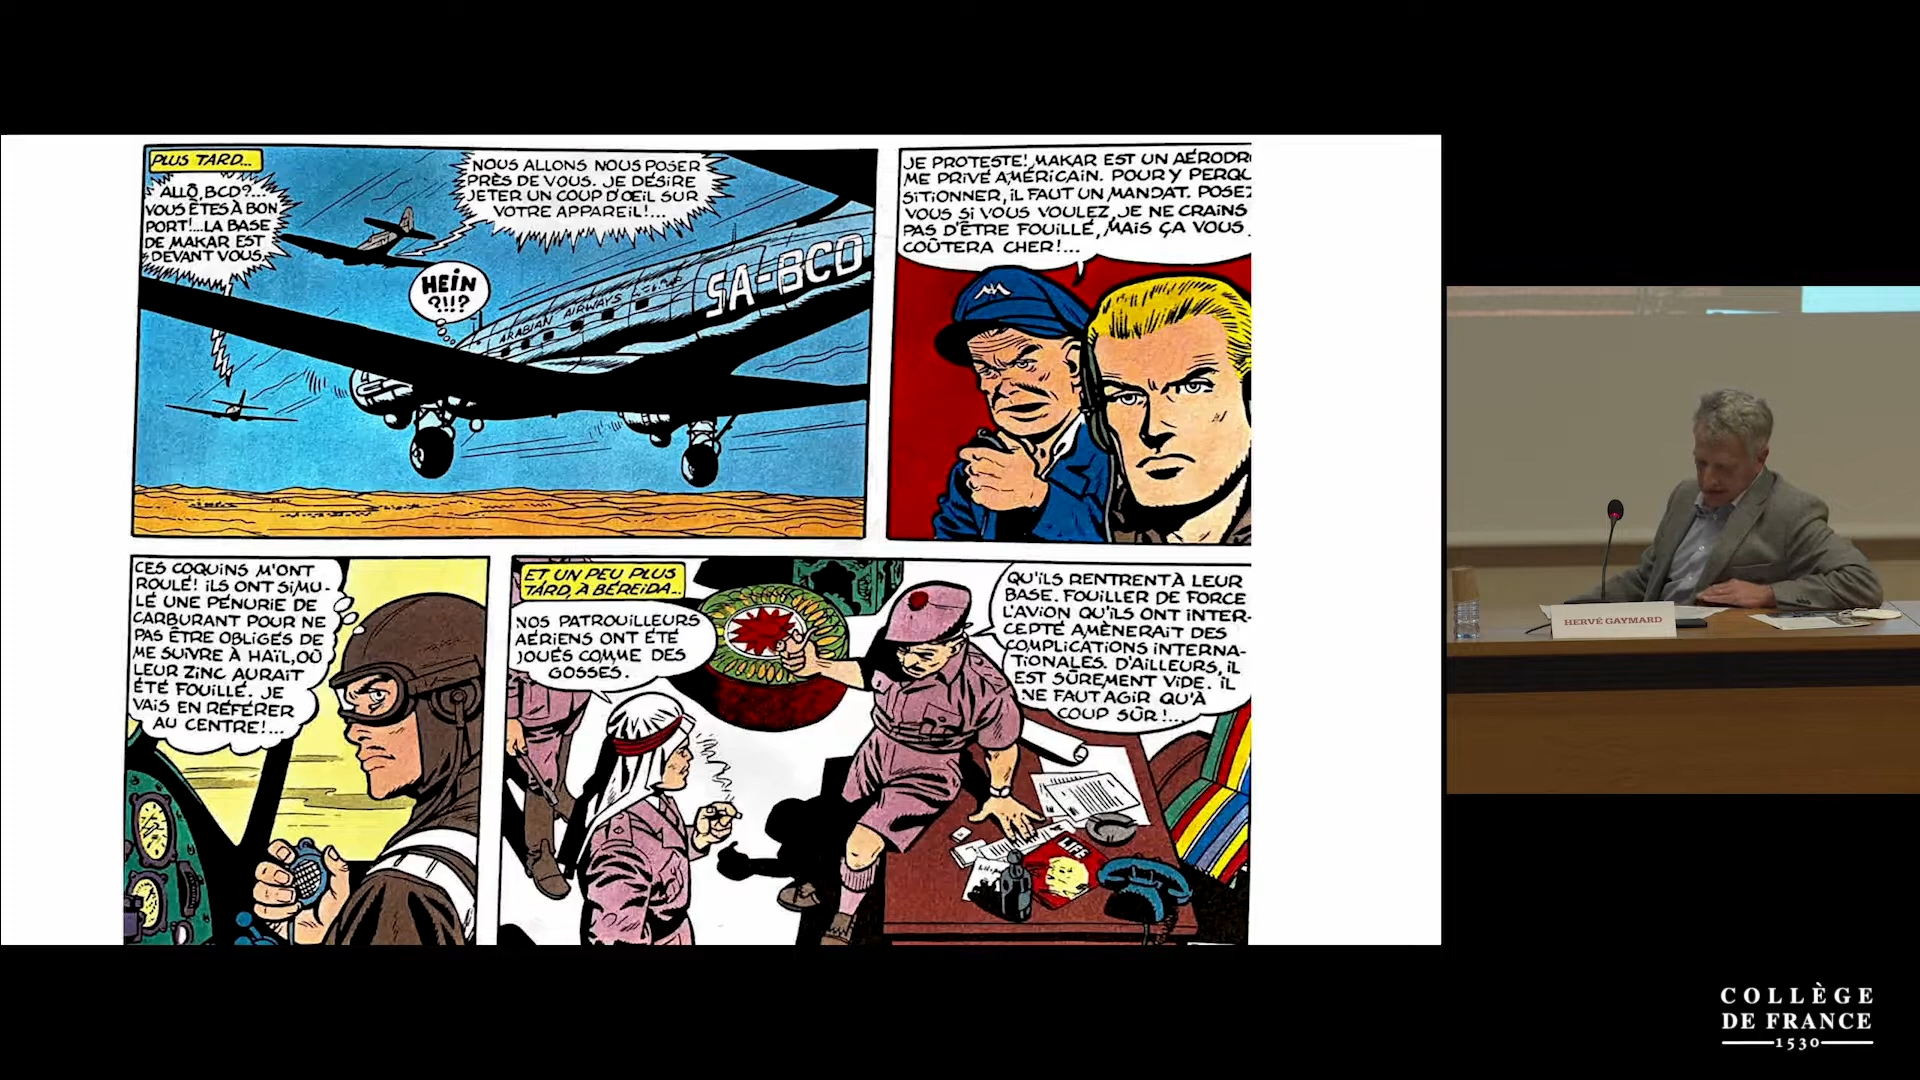 PLUS TARD...
ALLÔ, BCD?...
VOUS ÊTES À BON
PORT!...LA BASE
DE MAKAR EST
DEVANT VOUS.
NOUS ALLONS NOUS POSER
PRÈS DE VOUS. JE DÉSIRE
JETER UN COUP D'ŒIL SUR
VOTRE APPAREIL!...
HEIN
?!!?
ARABIAN AIRWAYS
SA-BCD
JE PROTESTE! MAKAR EST UN AÉRODRO
ME PRIVÉ AMÉRICAIN. POUR Y PERQU
SITIONNER, IL FAUT UN MANDAT. POSEZ
VOUS SI VOUS VOULEZ, JE NE CRAINS
PAS D'ÊTRE FOUILLÉ, MAIS ÇA VOUS
COÛTERA CHER!...
CES COQUINS M'ONT
ROULÉ! ILS ONT SIMU-
LÉ UNE PÉNURIE DE
CARBURANT POUR NE
PAS ÊTRE OBLIGÉS DE
ME SUIVRE À HAÏL, OÙ
LEUR ZINC AURAIT
ÉTÉ FOUILLÉ. JE
VAIS EN RÉFÉRER
AU CENTRE!...
ET UN PEU PLUS
TARD, À BÉREIDA...
NOS PATROUILLEURS
AÉRIENS ONT ÉTÉ
JOUÉS COMME DES
GOSSES.
QU'ILS RENTRENT À LEUR
BASE. FOUILLER DE FORCE
L'AVION QU'ILS ONT INTER-
CEPTÉ AMÈNERAIT DES
COMPLICATIONS INTERNA-
TIONALES. D'AILLEURS, IL
EST SÛREMENT VIDE. IL
NE FAUT AGIR QU'À
COUP SÛR!...
LIFE
HERVÉ GAYMARD
COLLÈGE
DE FRANCE
1530